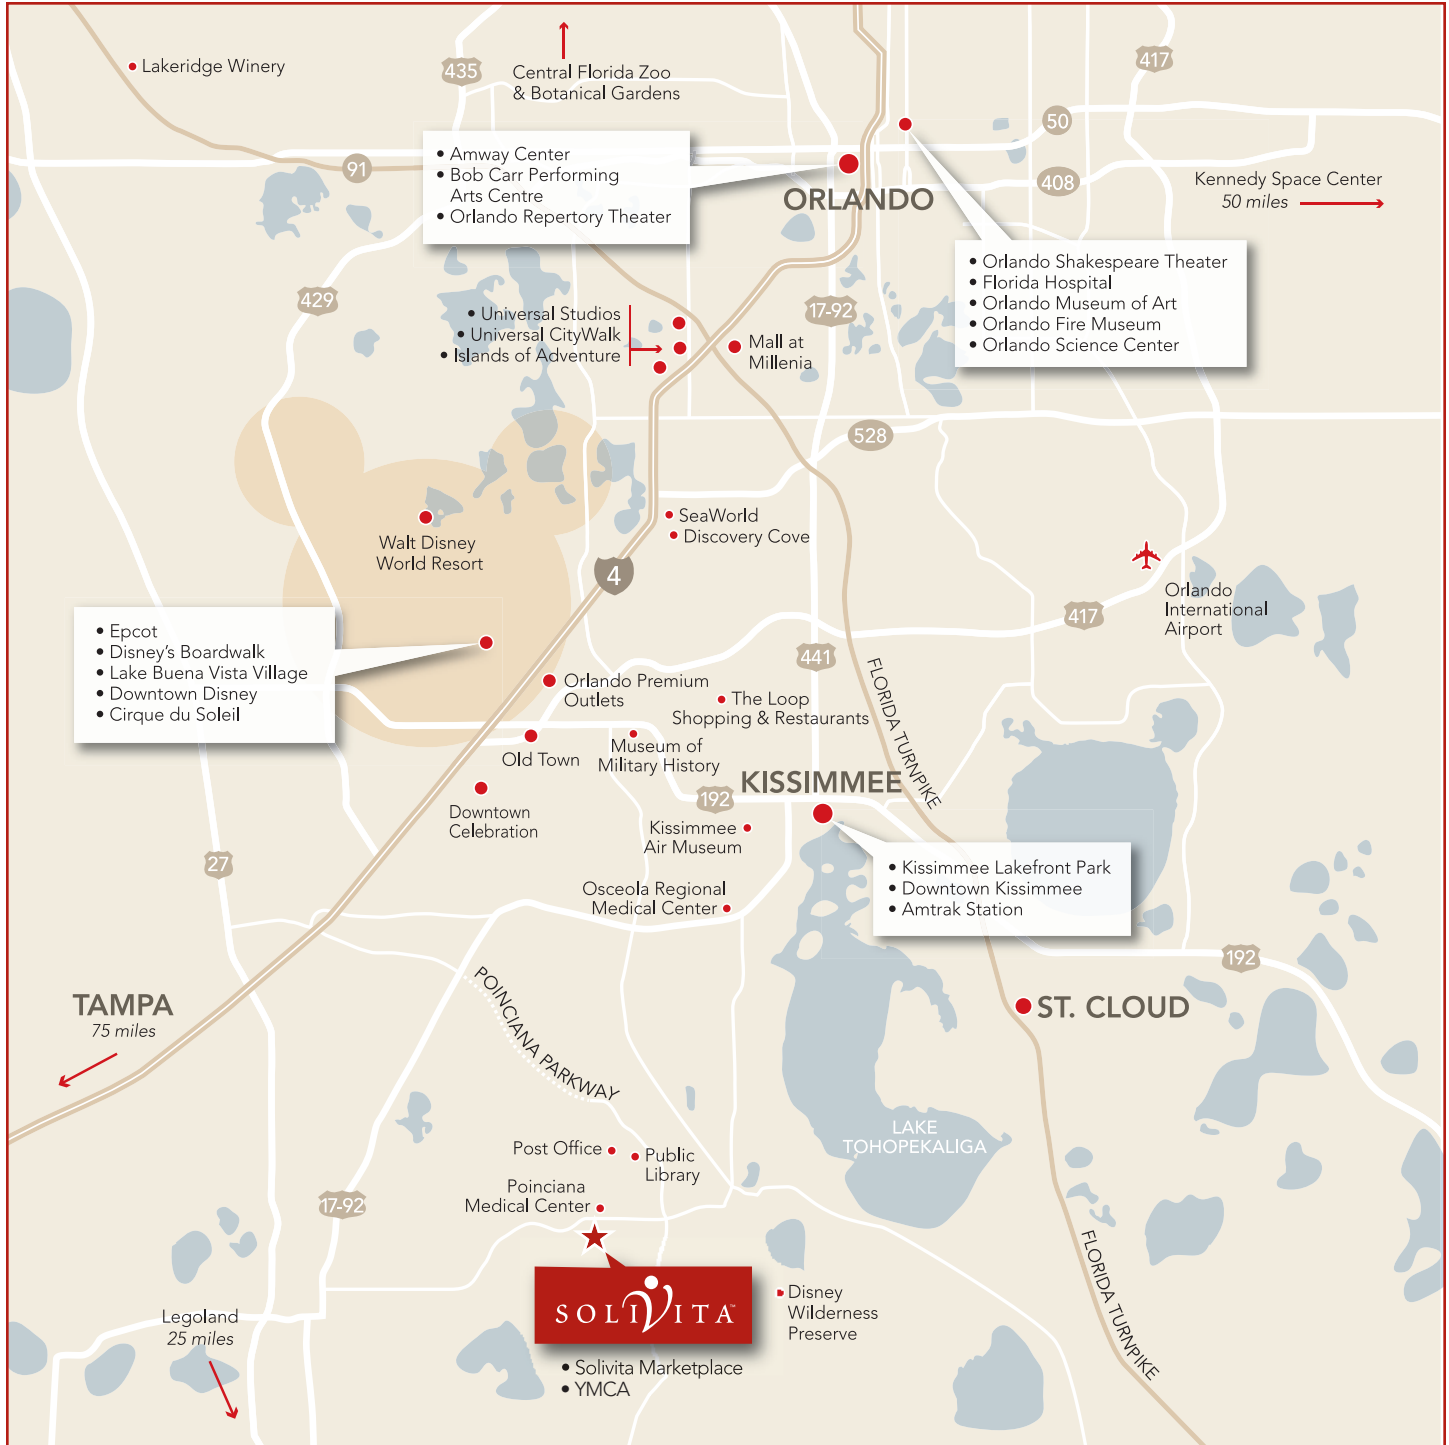 Lakeridge Winery
435
Central Florida Zoo
& Botanical Gardens
417
50
91
408
• Amway Center
• Bob Carr Performing
Arts Centre
• Orlando Repertory Theater
ORLANDO
Kennedy Space Center
50 miles
• Orlando Shakespeare Theater
• Florida Hospital
• Orlando Museum of Art
• Orlando Fire Museum
• Orlando Science Center
429
17-92
• Universal Studios
• Universal CityWalk
• Islands of Adventure
Mall at
Millenia
528
SeaWorld
Discovery Cove
Walt Disney
World Resort
4
Orlando
International
Airport
417
• Epcot
• Disney's Boardwalk
• Lake Buena Vista Village
• Downtown Disney
• Cirque du Soleil
441
FLORIDA TURNPIKE
Orlando Premium
Outlets
The Loop
Shopping & Restaurants
Old Town
Museum of
Military History
KISSIMMEE
192
Downtown
Celebration
Kissimmee
Air Museum
27
• Kissimmee Lakefront Park
• Downtown Kissimmee
• Amtrak Station
Osceola Regional
Medical Center
192
POINCIANA PARKWAY
TAMPA
75 miles
ST. CLOUD
LAKE
TOHOPEKALIGA
Post Office
Public
Library
Poinciana
Medical Center
17-92
FLORIDA TURNPIKE
SOLIVITA™
Disney
Wilderness
Preserve
Legoland
25 miles
• Solivita Marketplace
• YMCA